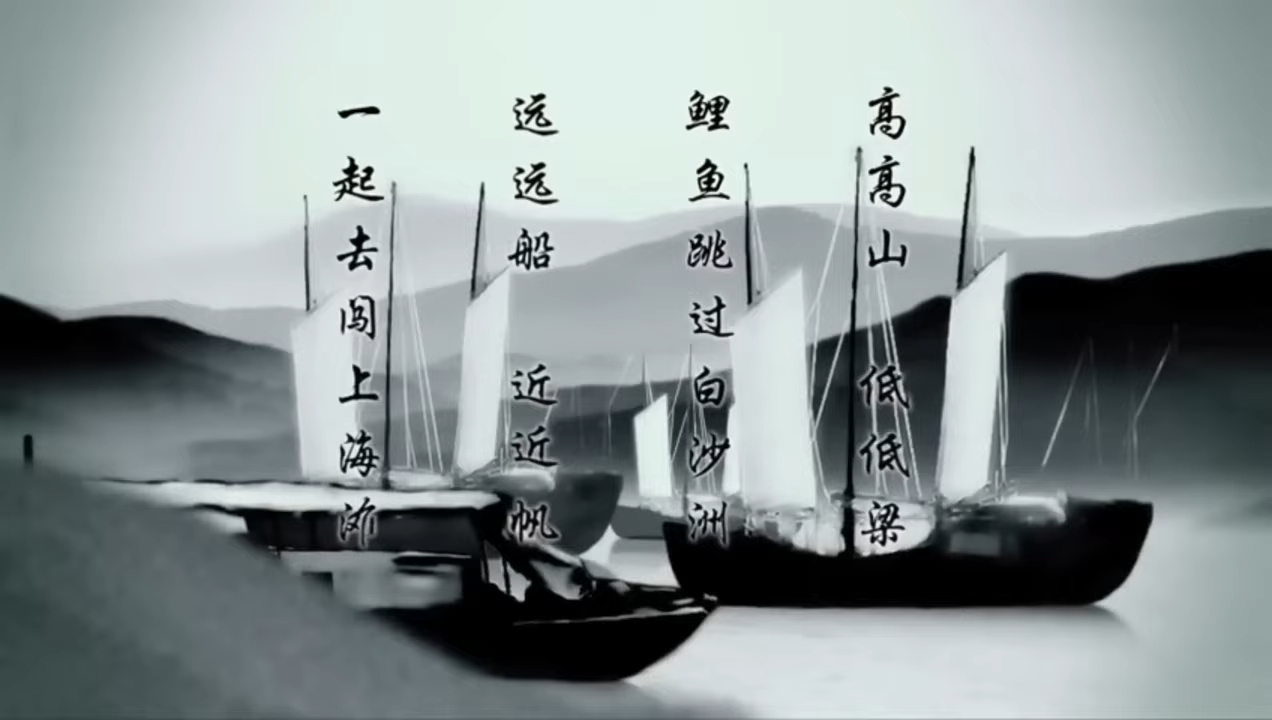 高高山 低低梁
鲤鱼跳过白沙洲
远远船 近近帆
一起去闯上海滩